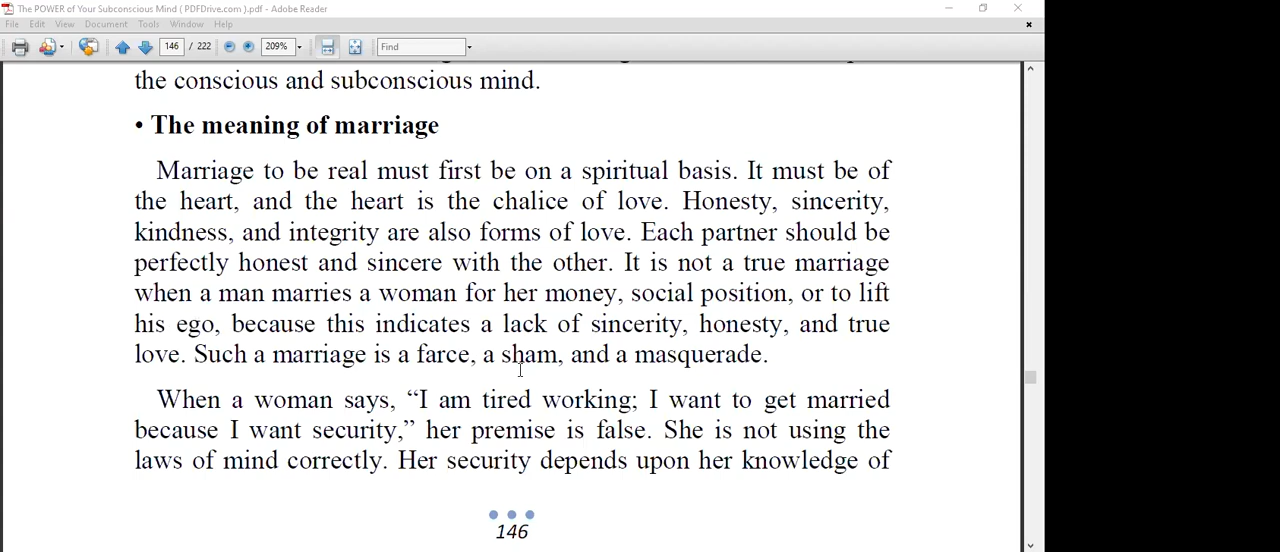 The POWER of Your Subconscious Mind ( PDFDrive.com ).pdf - Adobe Reader
File Edit View Document Tools Window Help
146 / 222 209% Find
the conscious and subconscious mind.
• The meaning of marriage
Marriage to be real must first be on a spiritual basis. It must be of
the heart, and the heart is the chalice of love. Honesty, sincerity,
kindness, and integrity are also forms of love. Each partner should be
perfectly honest and sincere with the other. It is not a true marriage
when a man marries a woman for her money, social position, or to lift
his ego, because this indicates a lack of sincerity, honesty, and true
love. Such a marriage is a farce, a sham, and a masquerade.
When a woman says, “I am tired working; I want to get married
because I want security,” her premise is false. She is not using the
laws of mind correctly. Her security depends upon her knowledge of
146